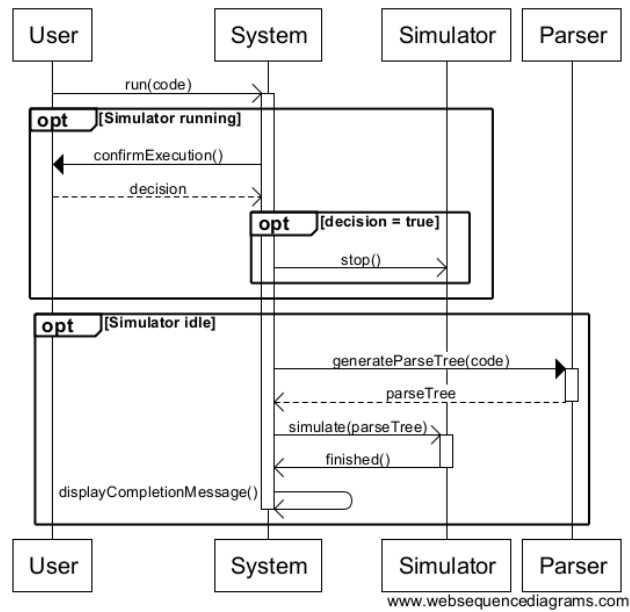 User System Simulator Parser
run(code)
opt [Simulator running]
confirmExecution()
decision
opt [decision = true]
stop()
opt [Simulator idle]
generateParseTree(code)
parseTree
simulate(parseTree)
finished()
displayCompletionMessage()
User System Simulator Parser
www.websequencediagrams.com